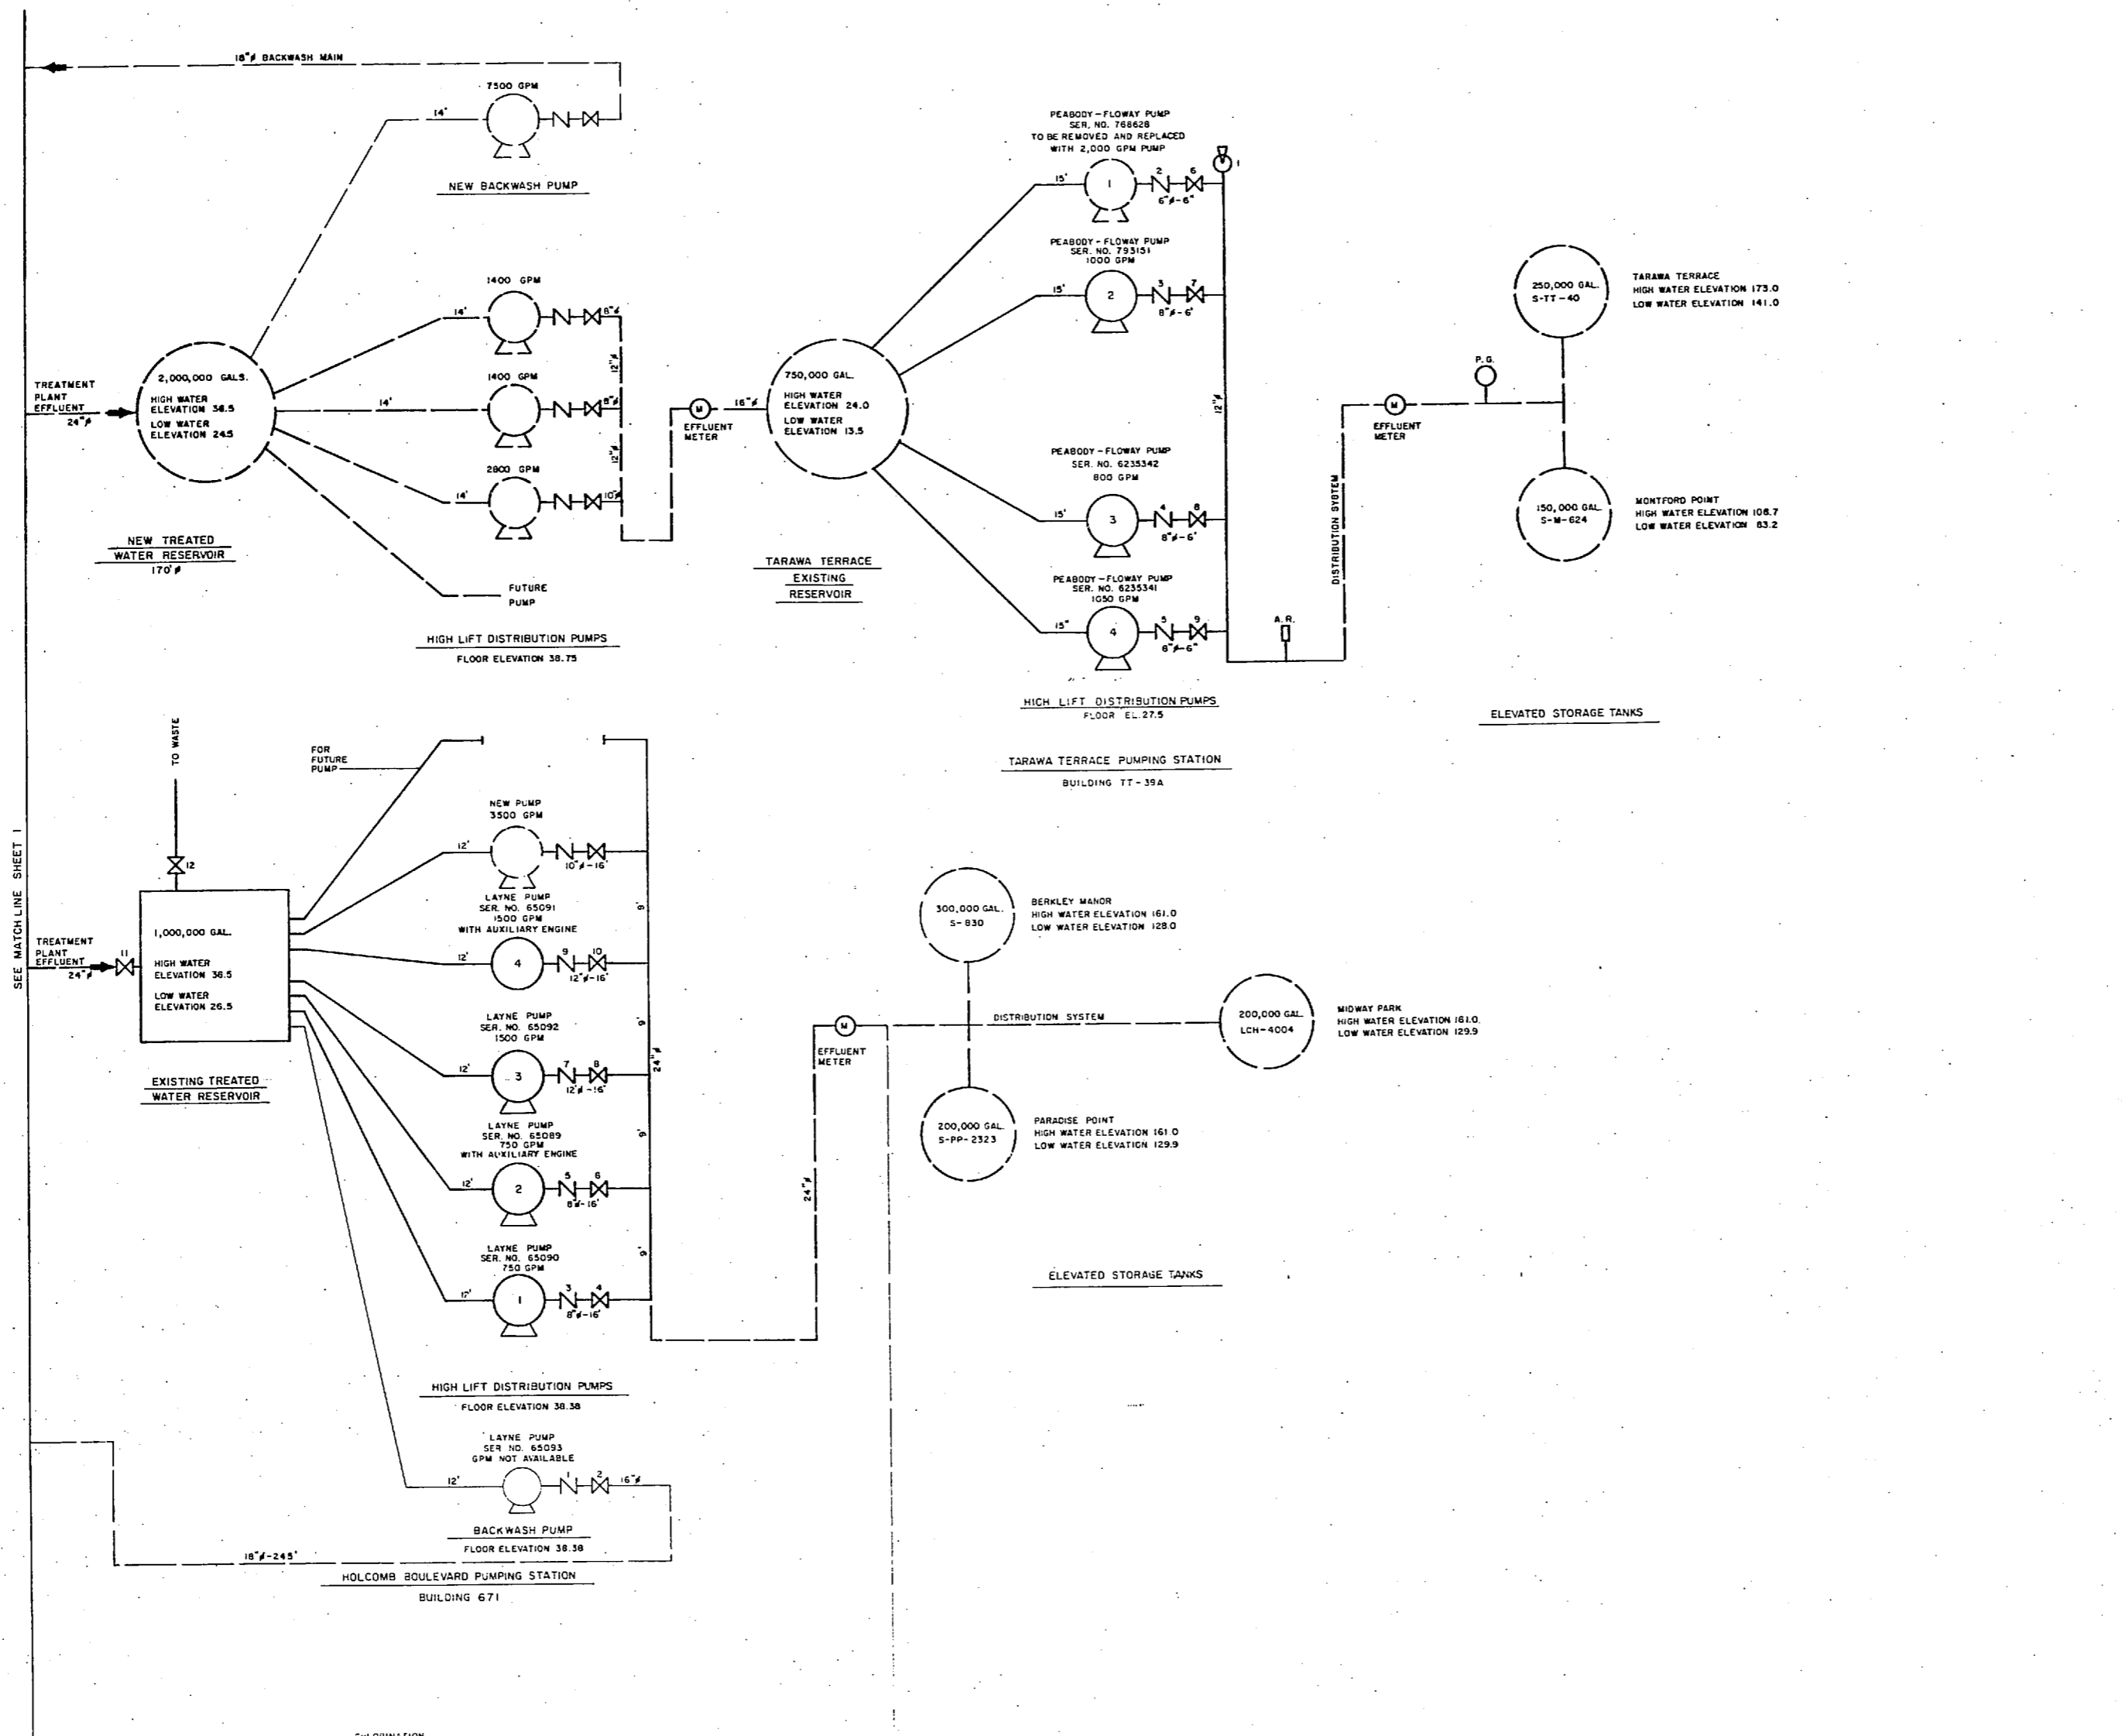 18"ø BACKWASH MAIN
7500 GPM
14'
NEW BACKWASH PUMP
1400 GPM
14'
8"ø
12"ø
1400 GPM
14'
8"ø
12"ø
2800 GPM
14'
10"ø
FUTURE
PUMP
HIGH LIFT DISTRIBUTION PUMPS
FLOOR ELEVATION 38.75
TREATMENT
PLANT
EFFLUENT
24"ø
2,000,000 GALS.
HIGH WATER
ELEVATION 36.5
LOW WATER
ELEVATION 24.5
NEW TREATED
WATER RESERVOIR
170'ø
M
EFFLUENT
METER
16"ø
750,000 GAL.
HIGH WATER
ELEVATION 24.0
LOW WATER
ELEVATION 13.5
TARAWA TERRACE
EXISTING
RESERVOIR
PEABODY-FLOWAY PUMP
SER. NO. 768628
TO BE REMOVED AND REPLACED
WITH 2,000 GPM PUMP
15'
1
2
6
6"ø-6"
1
PEABODY-FLOWAY PUMP
SER. NO. 793151
1000 GPM
15'
2
3
7
8"ø-6'
12"ø
PEABODY-FLOWAY PUMP
SER. NO. 6235342
800 GPM
15'
3
4
8
8"ø-6'
PEABODY-FLOWAY PUMP
SER. NO. 6235341
1050 GPM
15"
4
5
9
8"ø-6"
A.R.
HIGH LIFT DISTRIBUTION PUMPS
FLOOR EL. 27.5
TARAWA TERRACE PUMPING STATION
BUILDING TT-39A
DISTRIBUTION SYSTEM
M
EFFLUENT
METER
P.G.
250,000 GAL.
S-TT-40
TARAWA TERRACE
HIGH WATER ELEVATION 173.0
LOW WATER ELEVATION 141.0
150,000 GAL.
S-M-624
MONTFORD POINT
HIGH WATER ELEVATION 108.7
LOW WATER ELEVATION 83.2
ELEVATED STORAGE TANKS
SEE MATCH LINE SHEET 1
TO WASTE
12
TREATMENT
PLANT
EFFLUENT
24"ø
11
1,000,000 GAL.
HIGH WATER
ELEVATION 36.5
LOW WATER
ELEVATION 26.5
EXISTING TREATED
WATER RESERVOIR
FOR
FUTURE
PUMP
NEW PUMP
3500 GPM
12'
10"ø-16'
9'
LAYNE PUMP
SER. NO. 65091
1500 GPM
WITH AUXILIARY ENGINE
12'
4
9
10
12"ø-16'
9'
LAYNE PUMP
SER. NO. 65092
1500 GPM
12'
3
7
8
12'ø-16'
24"ø
9'
LAYNE PUMP
SER. NO. 65089
750 GPM
WITH AUXILIARY ENGINE
12'
2
5
6
8"ø-16'
9'
LAYNE PUMP
SER. NO. 65090
750 GPM
12'
1
3
4
8"ø-16'
HIGH LIFT DISTRIBUTION PUMPS
FLOOR ELEVATION 38.38
LAYNE PUMP
SER NO. 65093
GPM NOT AVAILABLE
12'
1
2
16"ø
BACKWASH PUMP
FLOOR ELEVATION 38.38
18"ø-245'
HOLCOMB BOULEVARD PUMPING STATION
BUILDING 671
24"ø
M
EFFLUENT
METER
DISTRIBUTION SYSTEM
300,000 GAL.
S-830
BERKLEY MANOR
HIGH WATER ELEVATION 161.0
LOW WATER ELEVATION 128.0
200,000 GAL.
LCH-4004
MIDWAY PARK
HIGH WATER ELEVATION 161.0
LOW WATER ELEVATION 129.9
200,000 GAL.
S-PP-2323
PARADISE POINT
HIGH WATER ELEVATION 161.0
LOW WATER ELEVATION 129.9
ELEVATED STORAGE TANKS